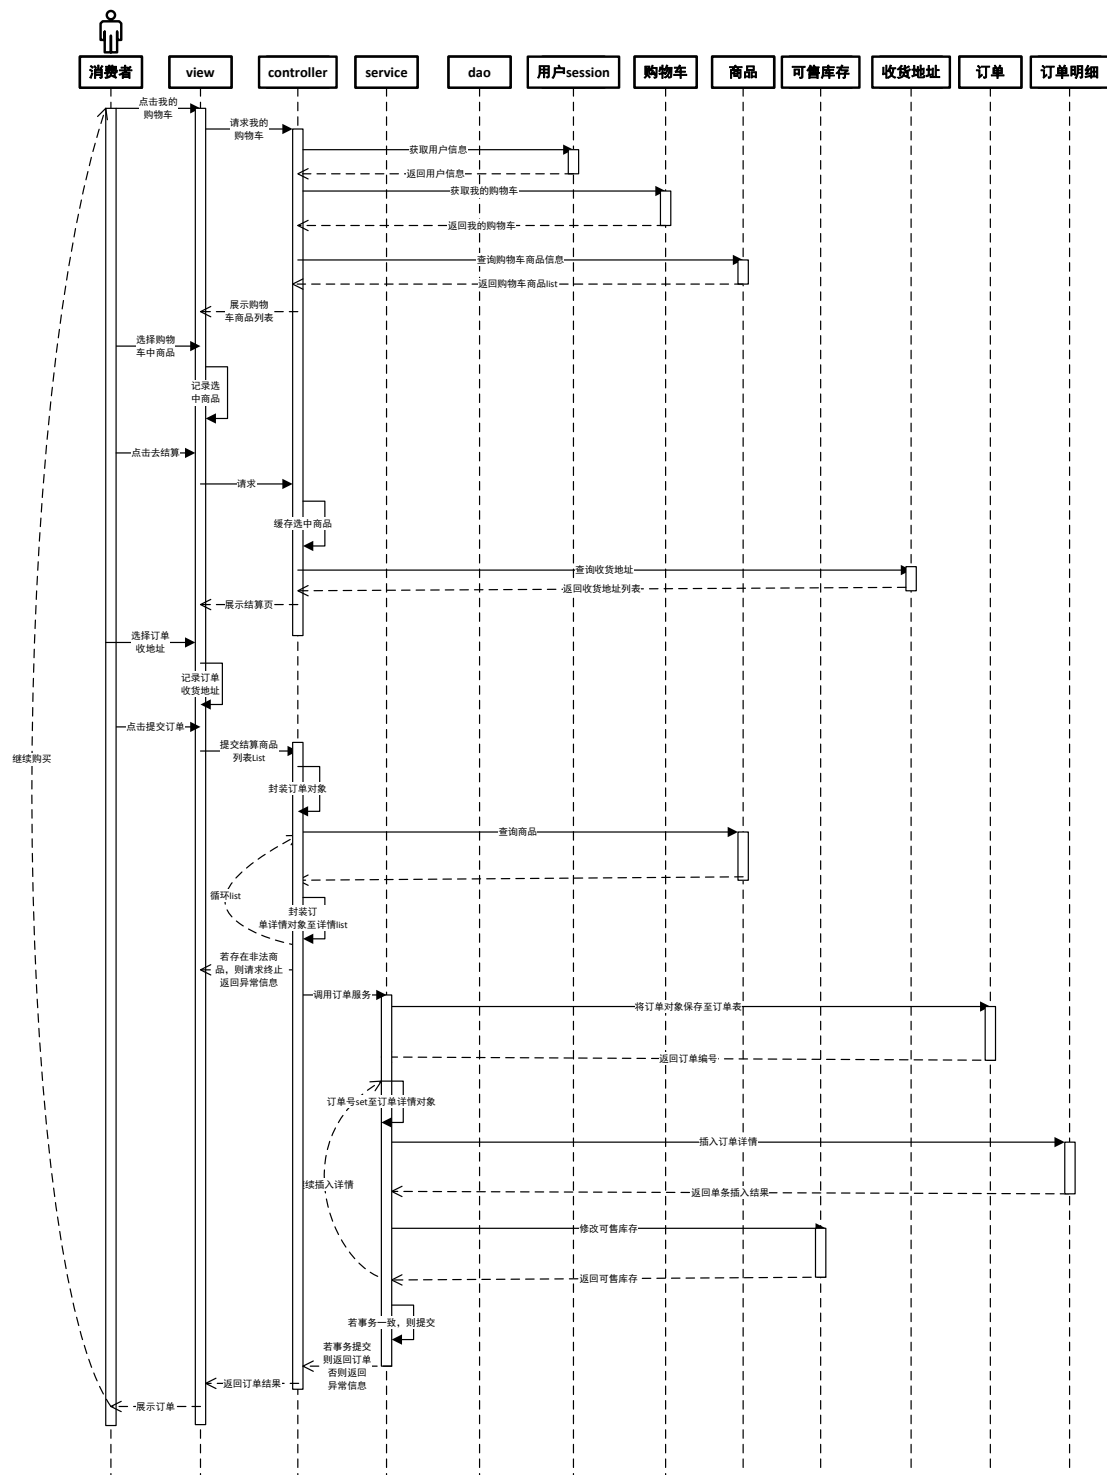 消费者
view
controller
service
dao
用户session
购物车
商品
可售库存
收货地址
订单
订单明细
点击我的
购物车
请求我的
购物车
获取用户信息
返回用户信息
获取我的购物车
返回我的购物车
查询购物车商品信息
返回购物车商品list
展示购物
车商品列表
选择购物
车中商品
记录选
中商品
点击去结算
请求
缓存选中商品
查询收货地址
返回收货地址列表
展示结算页
选择订单
收地址
记录订单
收货地址
点击提交订单
提交结算商品
列表List
继续购买
封装订单对象
查询商品
循环list
封装订
单详情对象至详情list
若存在非法商
品，则请求终止
返回异常信息
调用订单服务
将订单对象保存至订单表
返回订单编号
订单号set至订单详情对象
插入订单详情
续插入详情
返回单条插入结果
修改可售库存
返回可售库存
若事务一致，则提交
若事务提交
则返回订单
否则返回
异常信息
返回订单结果
展示订单